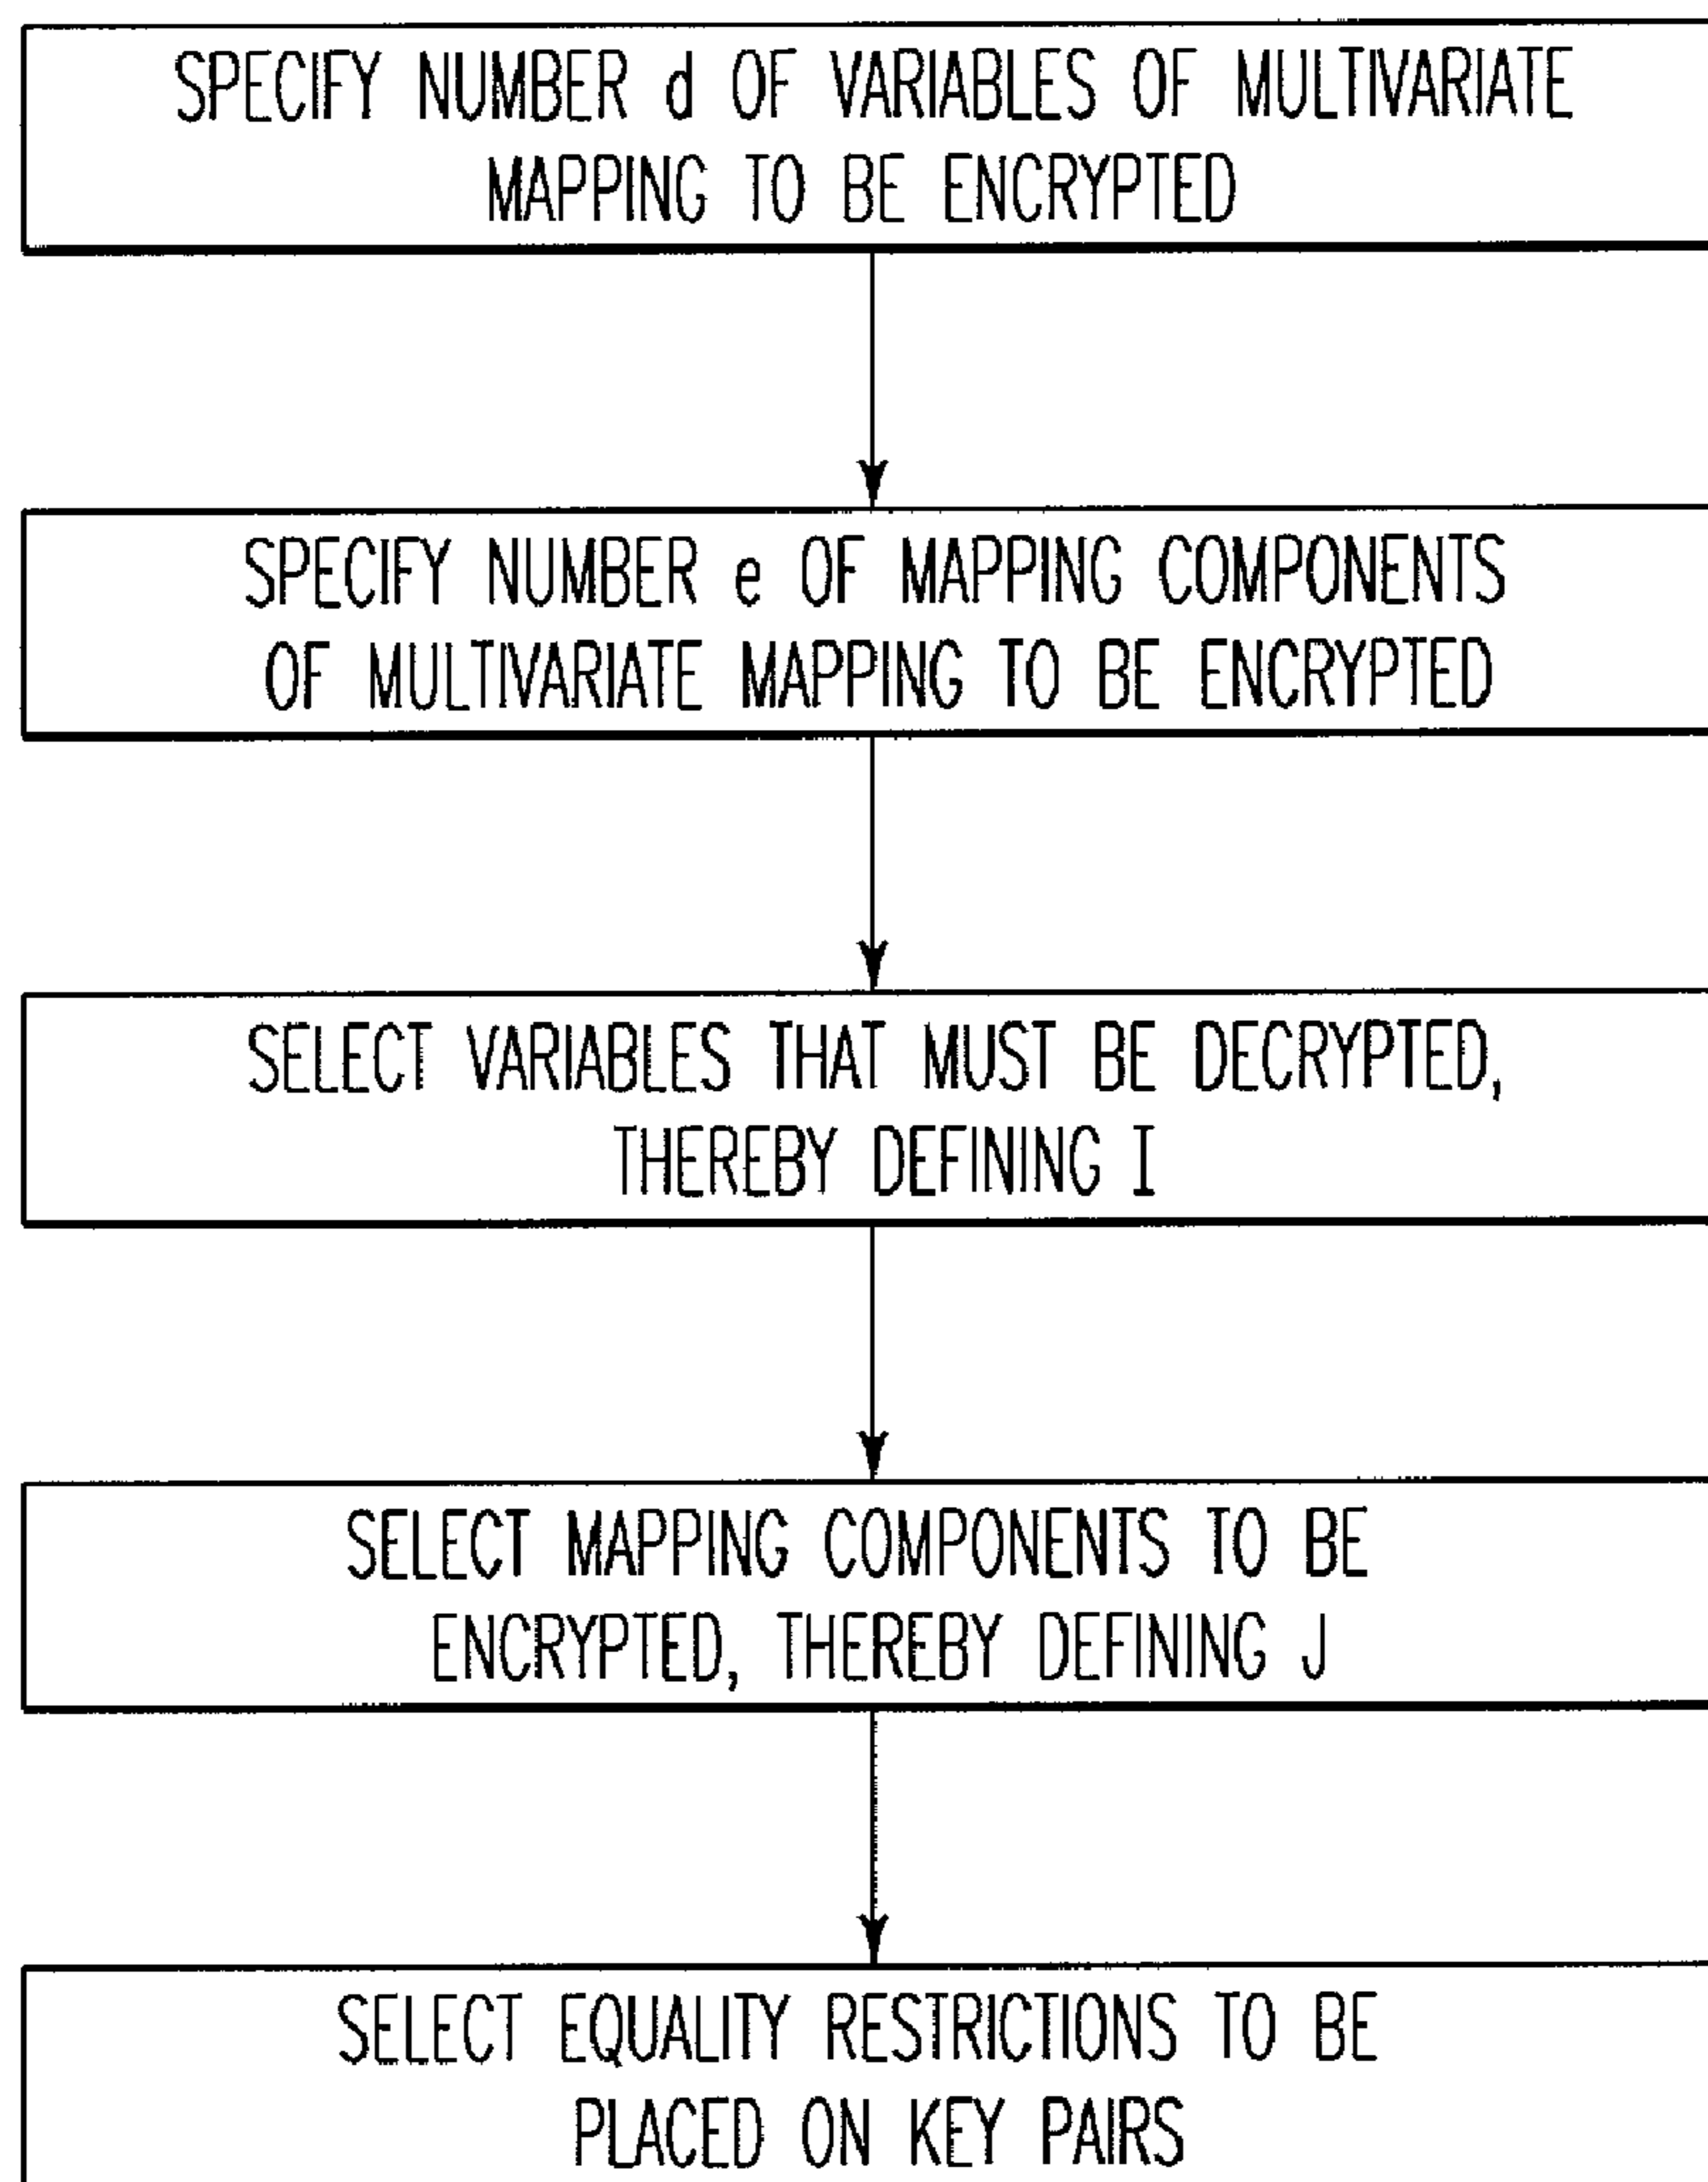 SPECIFY NUMBER d OF VARIABLES OF MULTIVARIATE
MAPPING TO BE ENCRYPTED
SPECIFY NUMBER e OF MAPPING COMPONENTS
OF MULTIVARIATE MAPPING TO BE ENCRYPTED
SELECT VARIABLES THAT MUST BE DECRYPTED,
THEREBY DEFINING I
SELECT MAPPING COMPONENTS TO BE
ENCRYPTED, THEREBY DEFINING J
SELECT EQUALITY RESTRICTIONS TO BE
PLACED ON KEY PAIRS